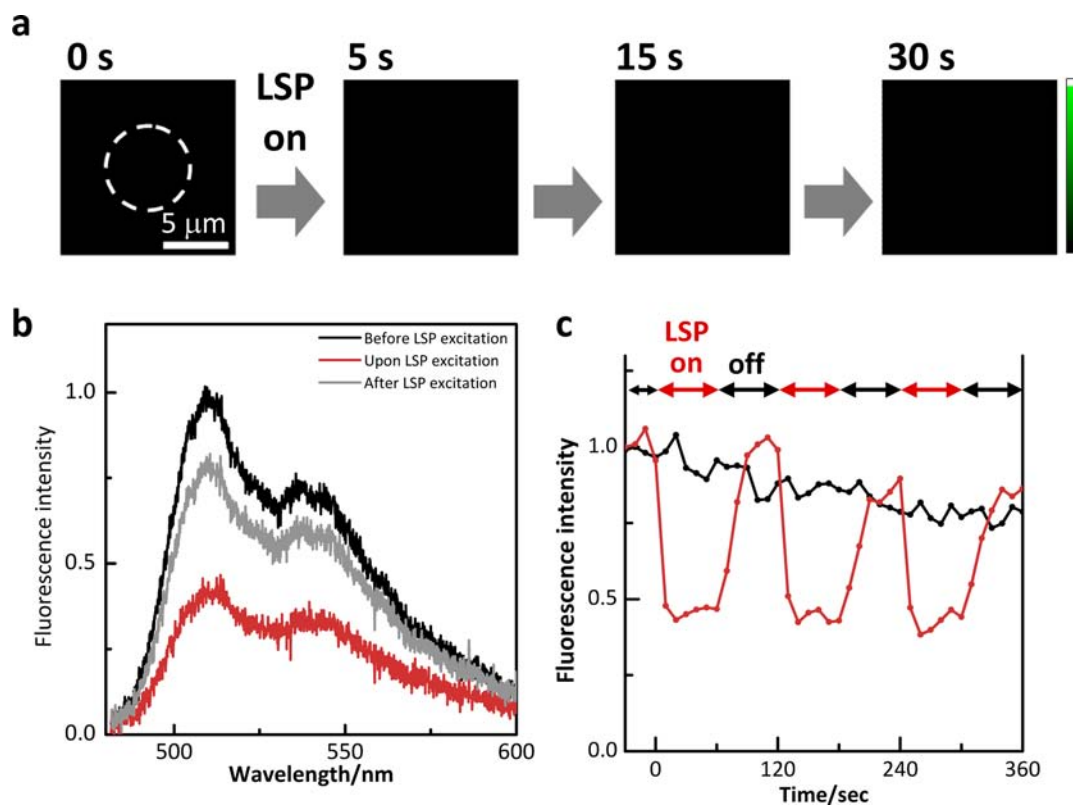 a
0 s
5 s
15 s
30 s
LSP
on
5 μm
b
Before LSP excitation
Upon LSP excitation
After LSP excitation
1.0
0.5
0.0
500
550
600
Fluorescence intensity
Wavelength/nm
c
LSP
on
off
1.0
0.5
0.0
0
120
240
360
Fluorescence intensity
Time/sec